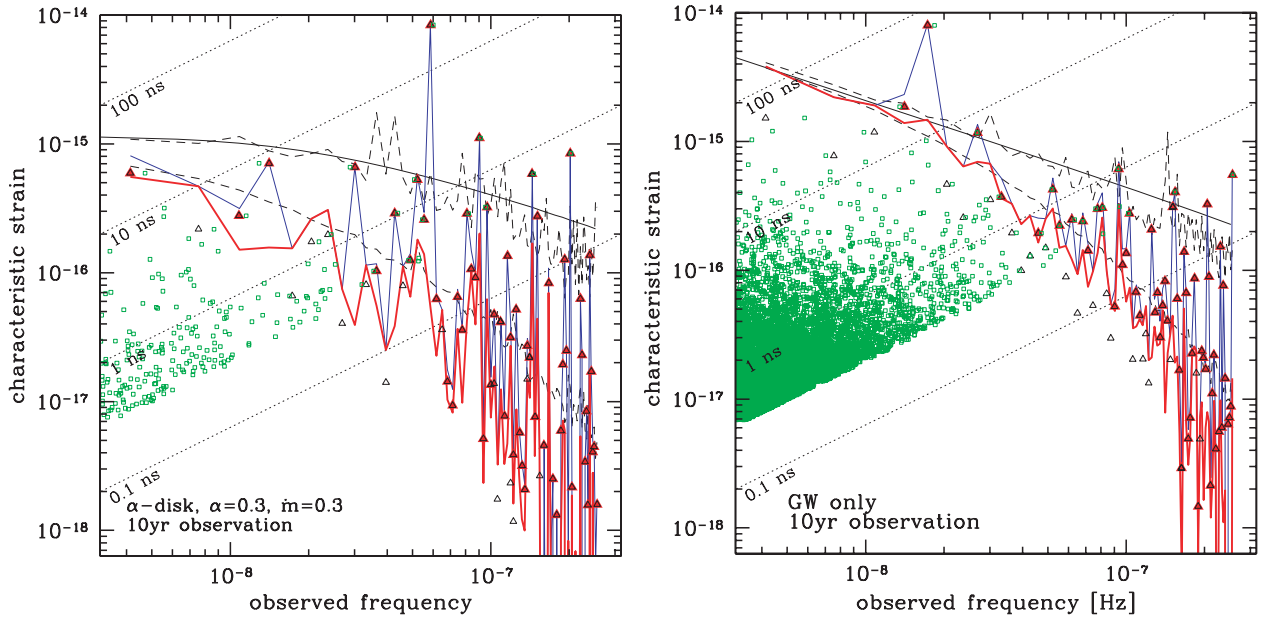 10⁻¹⁴
10⁻¹⁵
10⁻¹⁶
10⁻¹⁷
10⁻¹⁸
characteristic strain
100 ns
10 ns
1 ns
0.1 ns
α-disk, α=0.3, ṁ=0.3
10yr observation
10⁻⁸
10⁻⁷
observed frequency
10⁻¹⁴
10⁻¹⁵
10⁻¹⁶
10⁻¹⁷
10⁻¹⁸
characteristic strain
100 ns
10 ns
1 ns
0.1 ns
GW only
10yr observation
10⁻⁸
10⁻⁷
observed frequency [Hz]